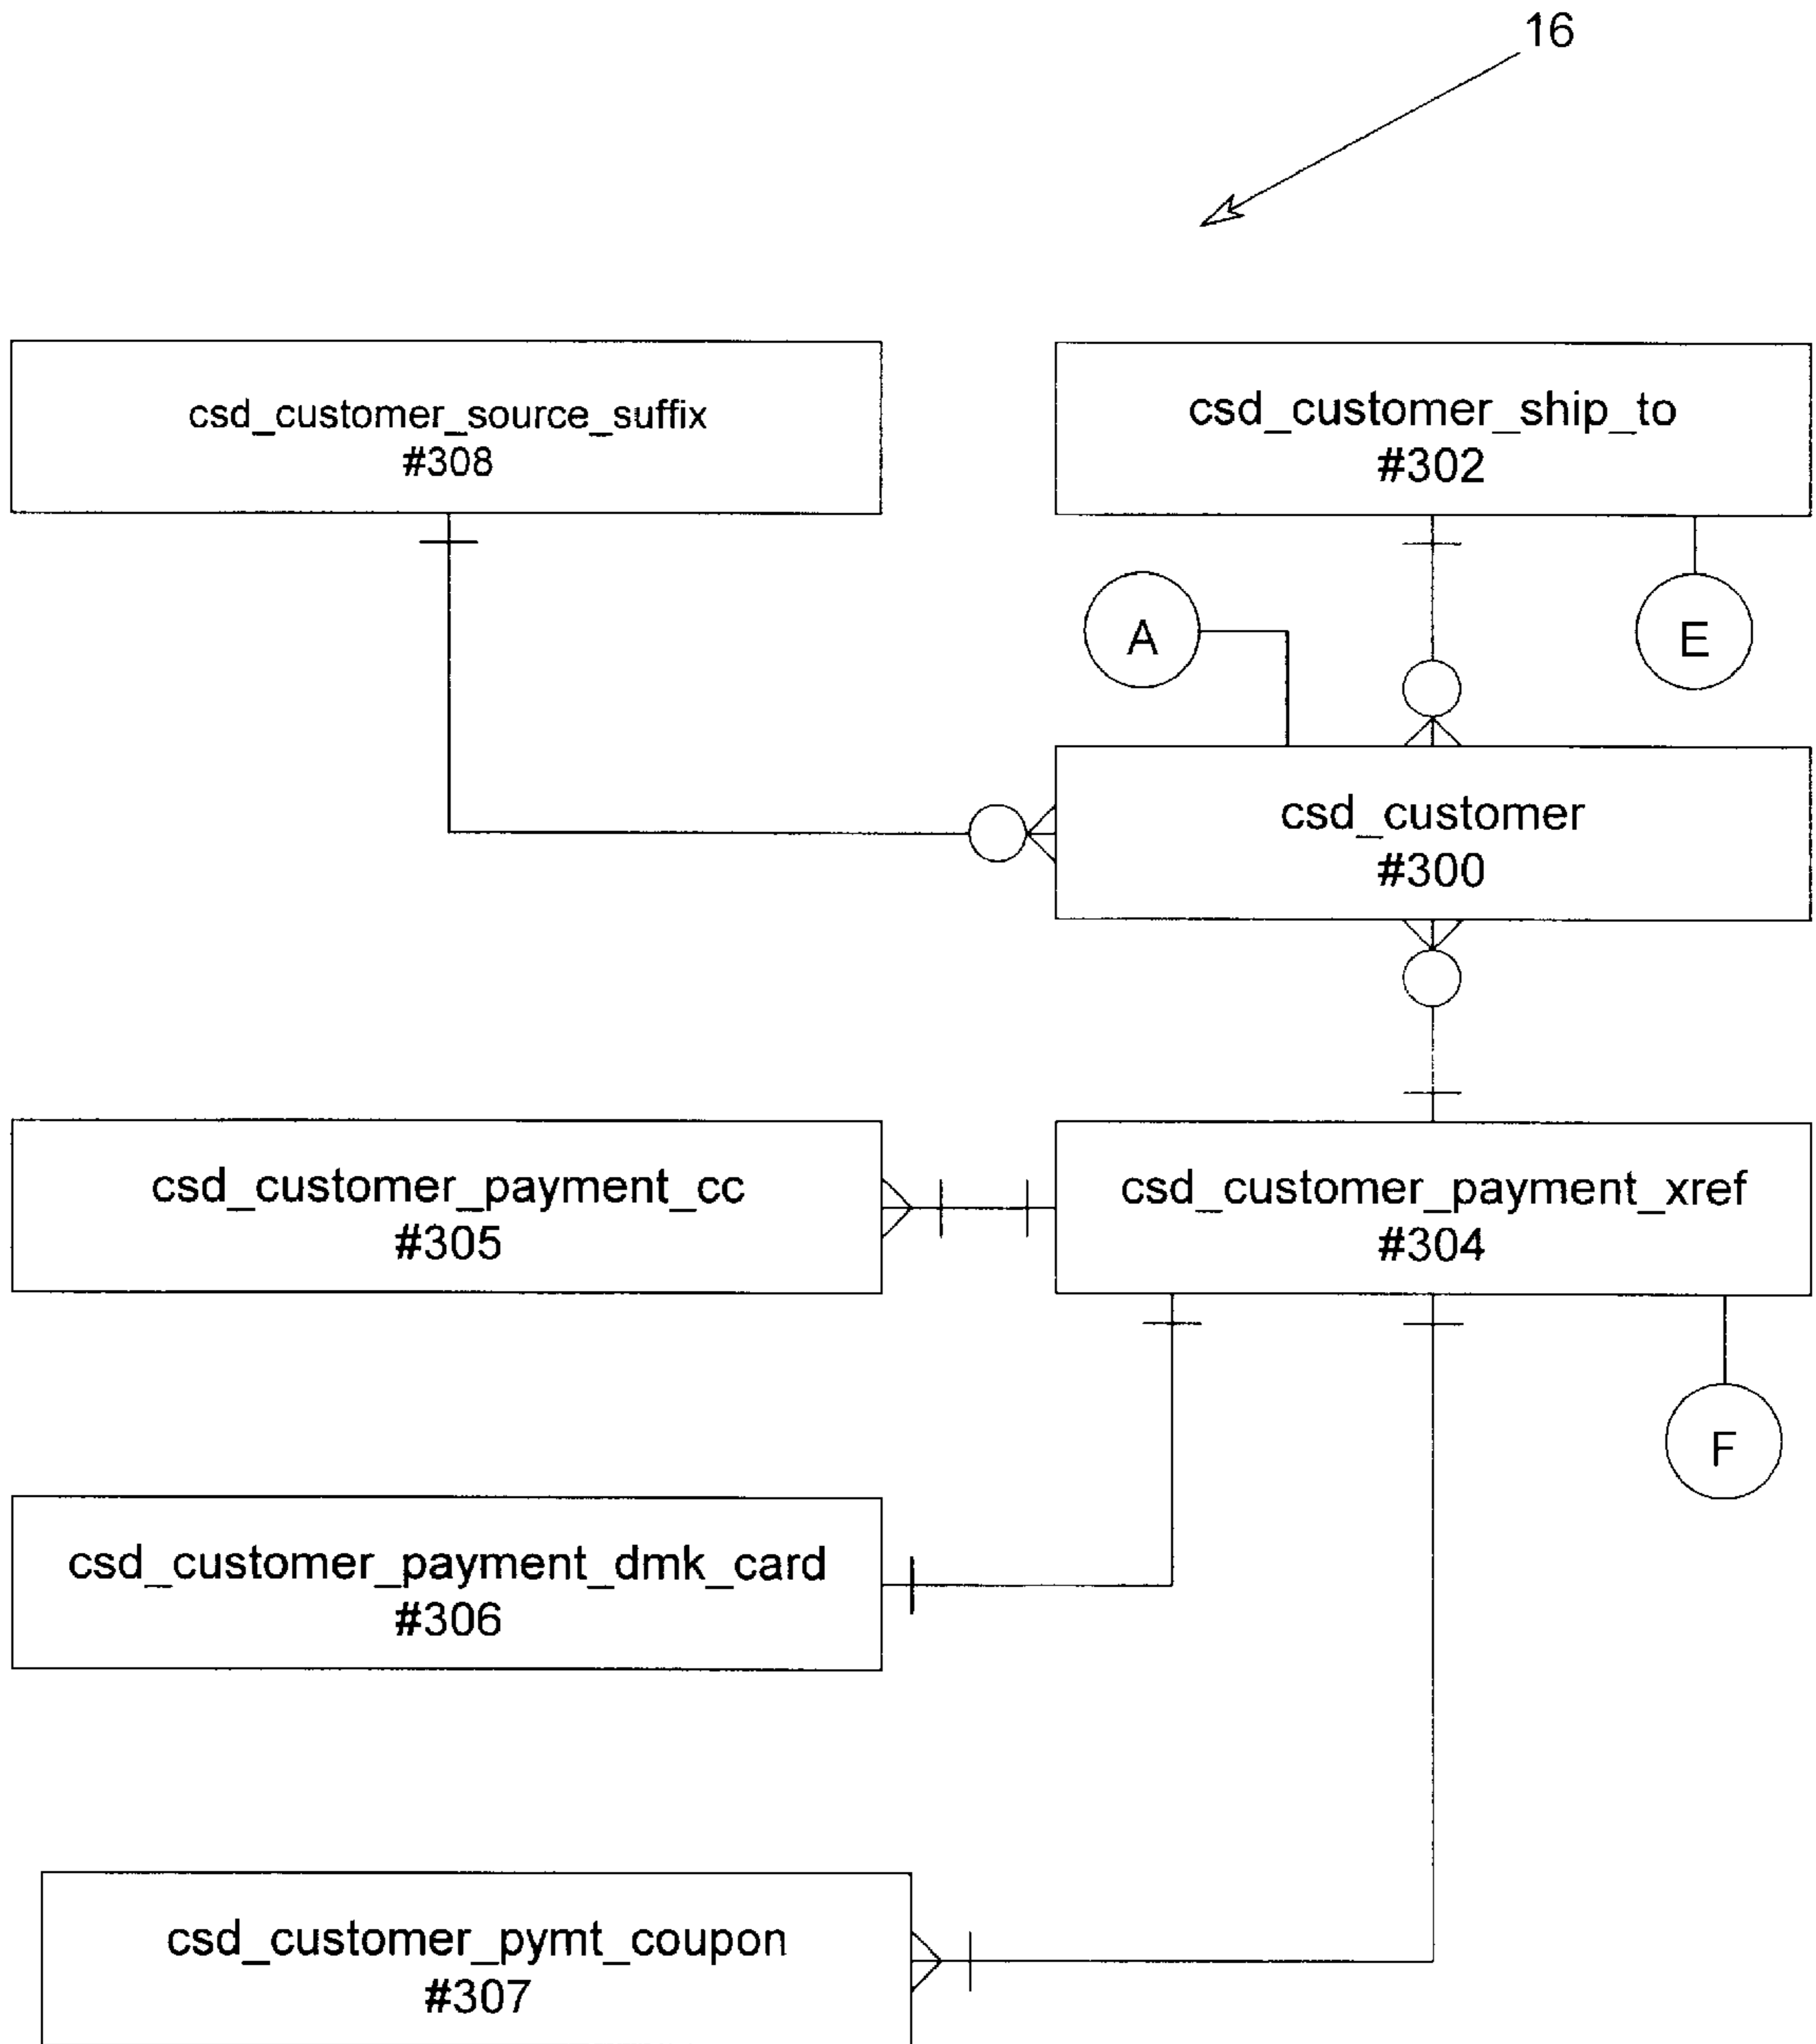 16
csd_customer_source_suffix
#308
csd_customer_ship_to
#302
A
E
csd_customer
#300
csd_customer_payment_cc
#305
csd_customer_payment_xref
#304
F
csd_customer_payment_dmk_card
#306
csd_customer_pymt_coupon
#307